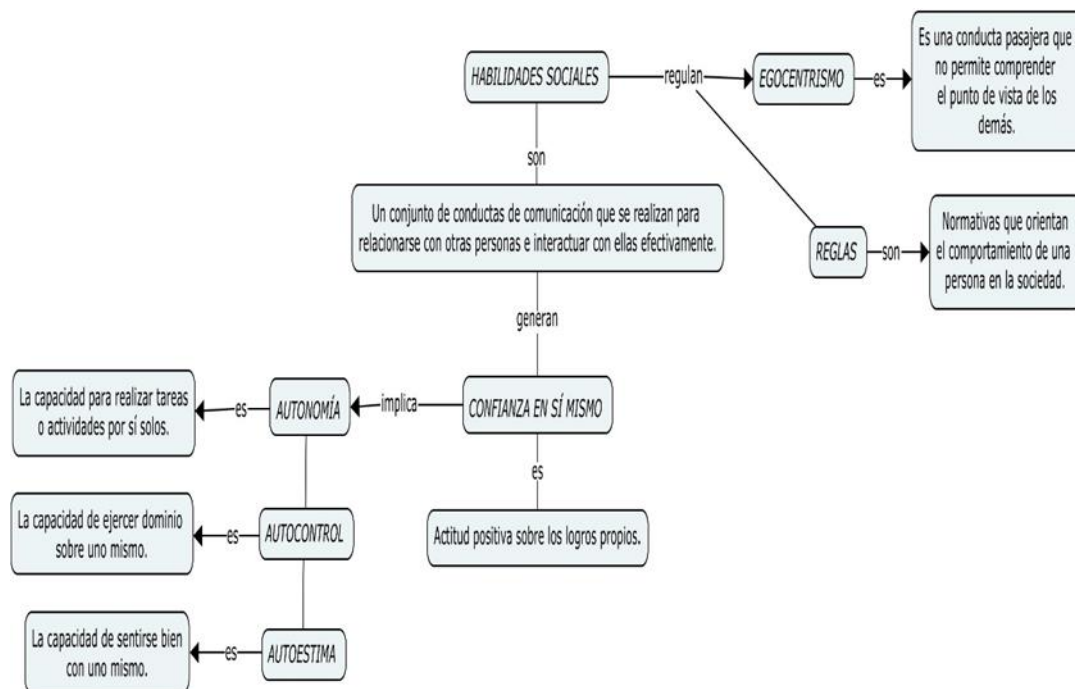 HABILIDADES SOCIALES
regulan
EGOCENTRISMO
es
Es una conducta pasajera que
no permite comprender
el punto de vista de los
demás.
son
Un conjunto de conductas de comunicación que se realizan para
relacionarse con otras personas e interactuar con ellas efectivamente.
REGLAS
son
Normativas que orientan
el comportamiento de una
persona en la sociedad.
generan
CONFIANZA EN SÍ MISMO
implica
AUTONOMÍA
es
La capacidad para realizar tareas
o actividades por sí solos.
es
Actitud positiva sobre los logros propios.
AUTOCONTROL
es
La capacidad de ejercer dominio
sobre uno mismo.
AUTOESTIMA
es
La capacidad de sentirse bien
con uno mismo.